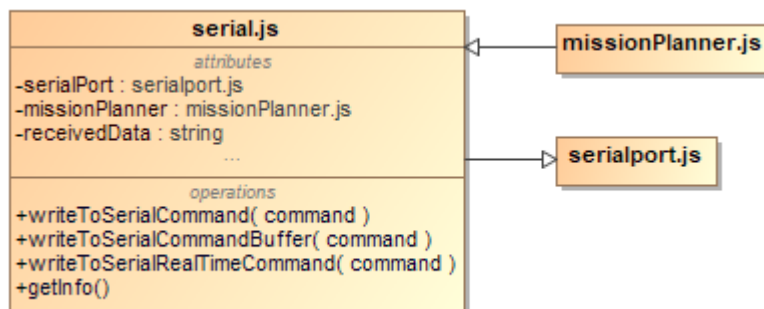 serial.js
attributes
-serialPort : serialport.js
-missionPlanner : missionPlanner.js
-receivedData : string
...
operations
+writeToSerialCommand( command )
+writeToSerialCommandBuffer( command )
+writeToSerialRealTimeCommand( command )
+getInfo()
missionPlanner.js
serialport.js